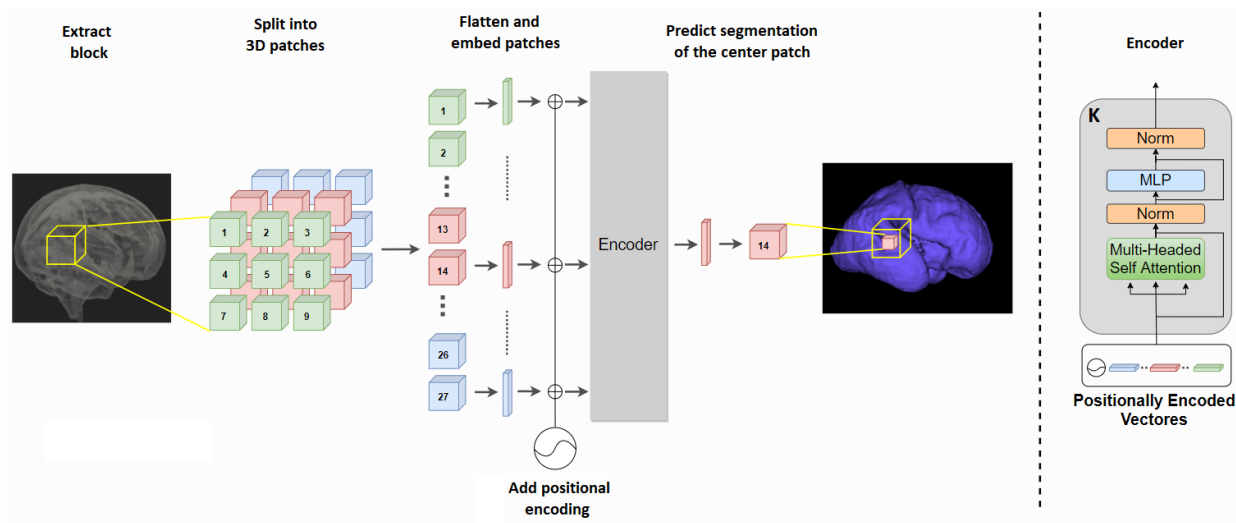 Extract
block
Split into
3D patches
Flatten and
embed patches
Predict segmentation
of the center patch
1
2
3
4
5
6
7
8
9
1
2
13
14
26
27
Add positional
encoding
Encoder
14
Encoder
K
Norm
MLP
Norm
Multi-Headed
Self Attention
Positionally Encoded
Vectores